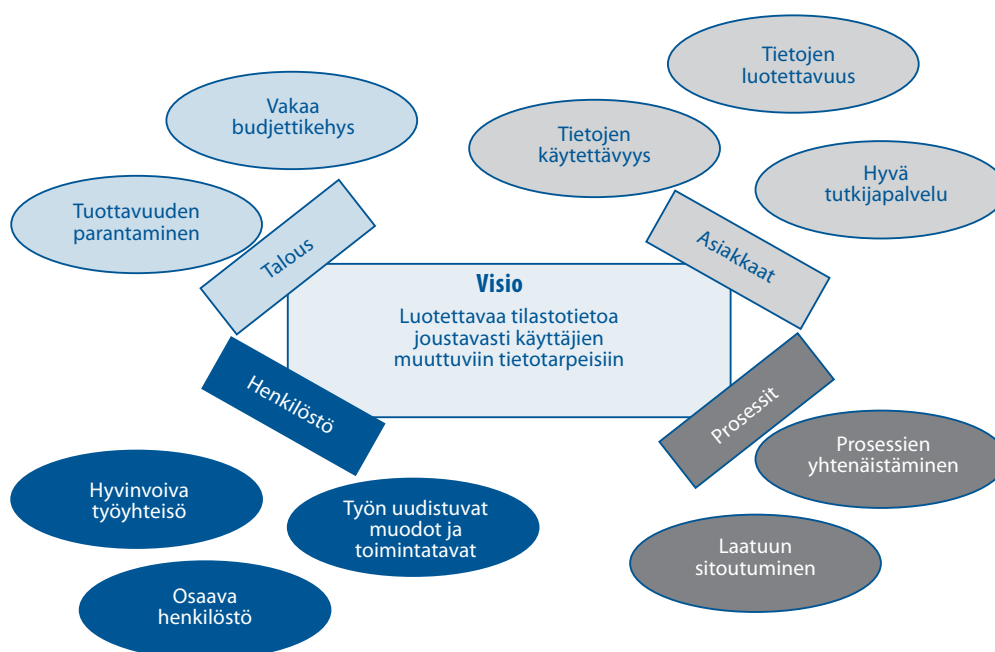 Tietojen
luotettavuus
Vakaa
budjettikehys
Tietojen
käytettävyys
Hyvä
tutkijapalvelu
Tuottavuuden
parantaminen
Talous
Asiakkaat
Visio
Luotettavaa tilastotietoa
joustavasti käyttäjien
muuttuviin tietotarpeisiin
Henkilöstö
Prosessit
Prosessien
yhtenäistäminen
Hyvinvoiva
työyhteisö
Työn uudistuvat
muodot ja
toimintatavat
Laatuun
sitoutuminen
Osaava
henkilöstö